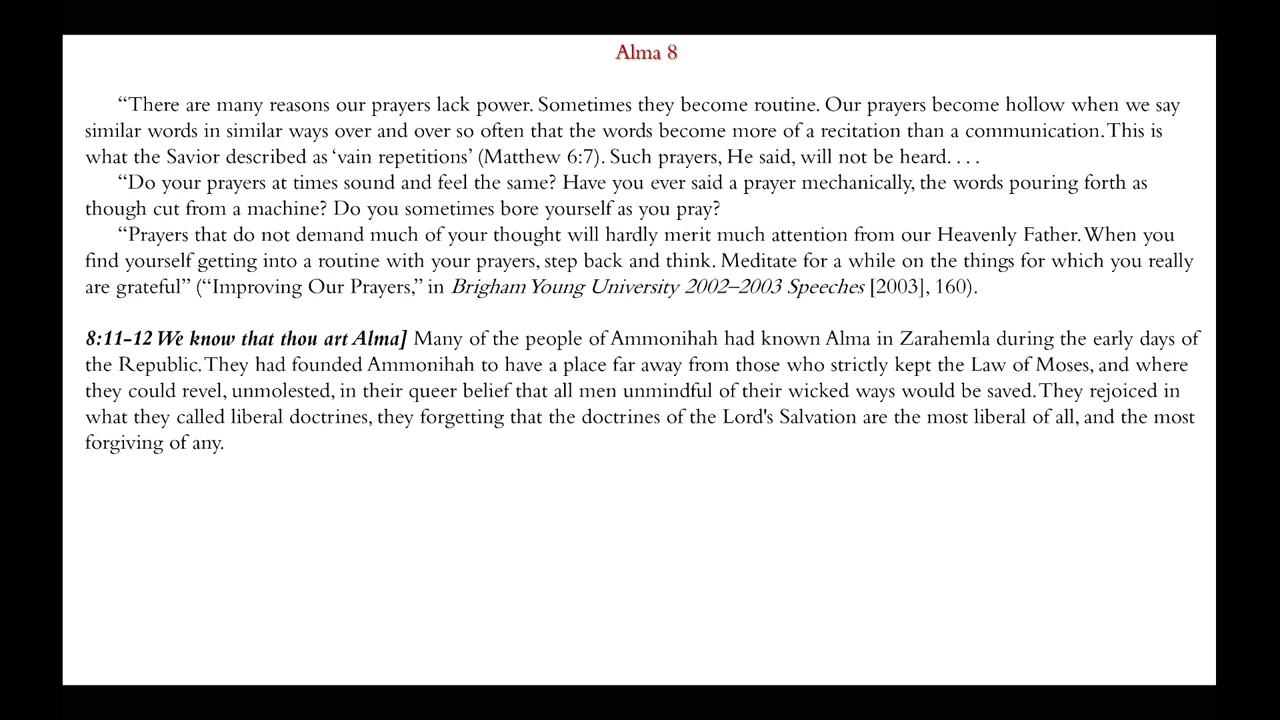 Alma 8
“There are many reasons our prayers lack power. Sometimes they become routine. Our prayers become hollow when we say
similar words in similar ways over and over so often that the words become more of a recitation than a communication. This is
what the Savior described as ‘vain repetitions’ (Matthew 6:7). Such prayers, He said, will not be heard. . . .
“Do your prayers at times sound and feel the same? Have you ever said a prayer mechanically, the words pouring forth as
though cut from a machine? Do you sometimes bore yourself as you pray?
“Prayers that do not demand much of your thought will hardly merit much attention from our Heavenly Father. When you
find yourself getting into a routine with your prayers, step back and think. Meditate for a while on the things for which you really
are grateful” (“Improving Our Prayers,” in Brigham Young University 2002–2003 Speeches [2003], 160).
8:11-12 We know that thou art Alma] Many of the people of Ammonihah had known Alma in Zarahemla during the early days of
the Republic. They had founded Ammonihah to have a place far away from those who strictly kept the Law of Moses, and where
they could revel, unmolested, in their queer belief that all men unmindful of their wicked ways would be saved. They rejoiced in
what they called liberal doctrines, they forgetting that the doctrines of the Lord's Salvation are the most liberal of all, and the most
forgiving of any.